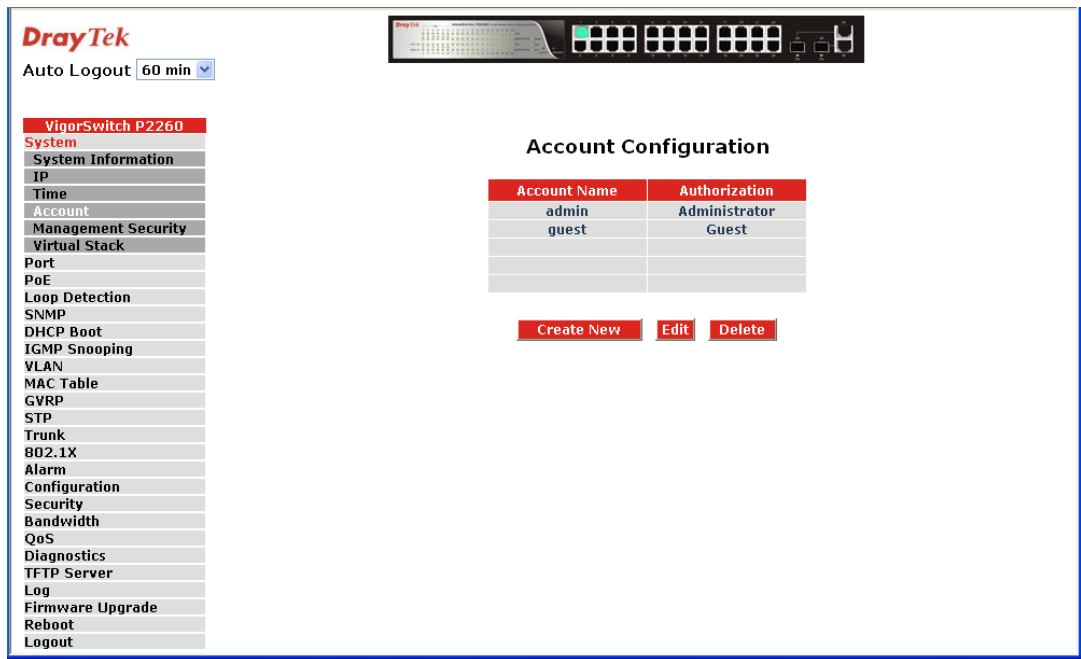 DrayTek
Auto Logout 60 min
VigorSwitch P2260
System
System Information
IP
Time
Account
Management Security
Virtual Stack
Port
PoE
Loop Detection
SNMP
DHCP Boot
IGMP Snooping
VLAN
MAC Table
GVRP
STP
Trunk
802.1X
Alarm
Configuration
Security
Bandwidth
QoS
Diagnostics
TFTP Server
Log
Firmware Upgrade
Reboot
Logout
Account Configuration
Account Name Authorization
admin Administrator
guest Guest
Create New Edit Delete